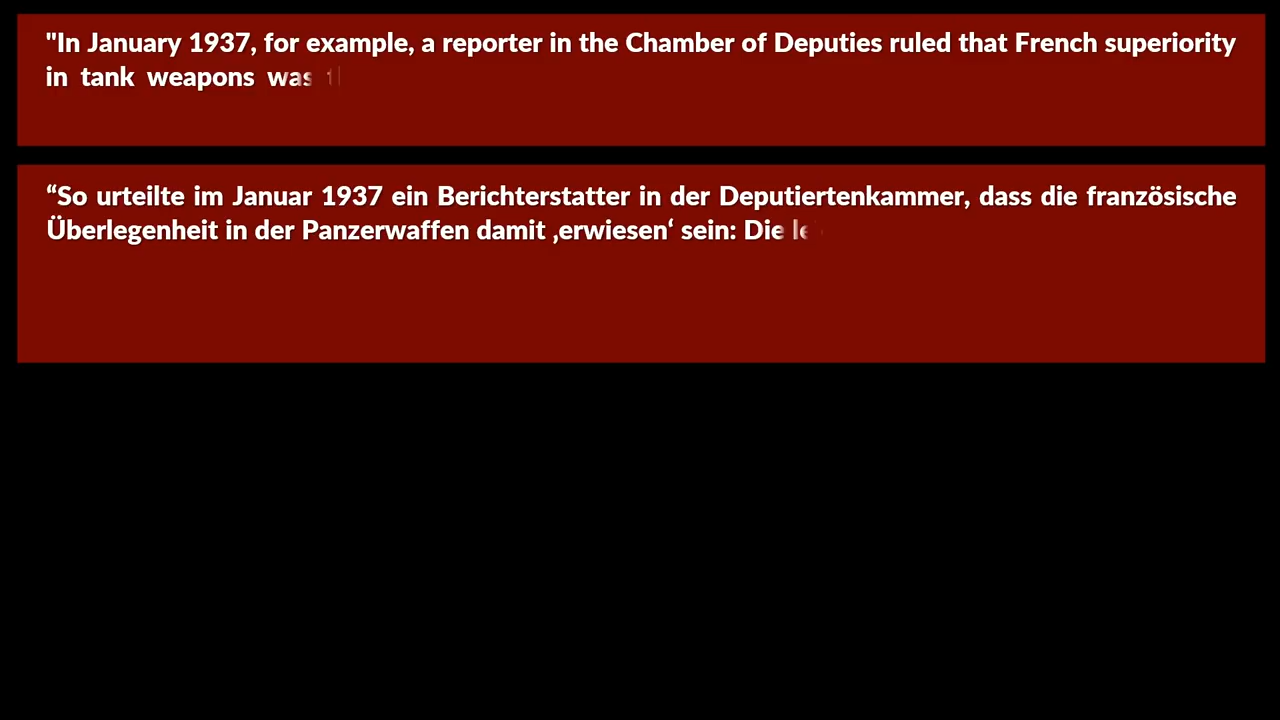 "In January 1937, for example, a reporter in the Chamber of Deputies ruled that French superiority
in tank weapons was
“So urteilte im Januar 1937 ein Berichterstatter in der Deputiertenkammer, dass die französische
Überlegenheit in der Panzerwaffen damit ‚erwiesen‘ sein: Die